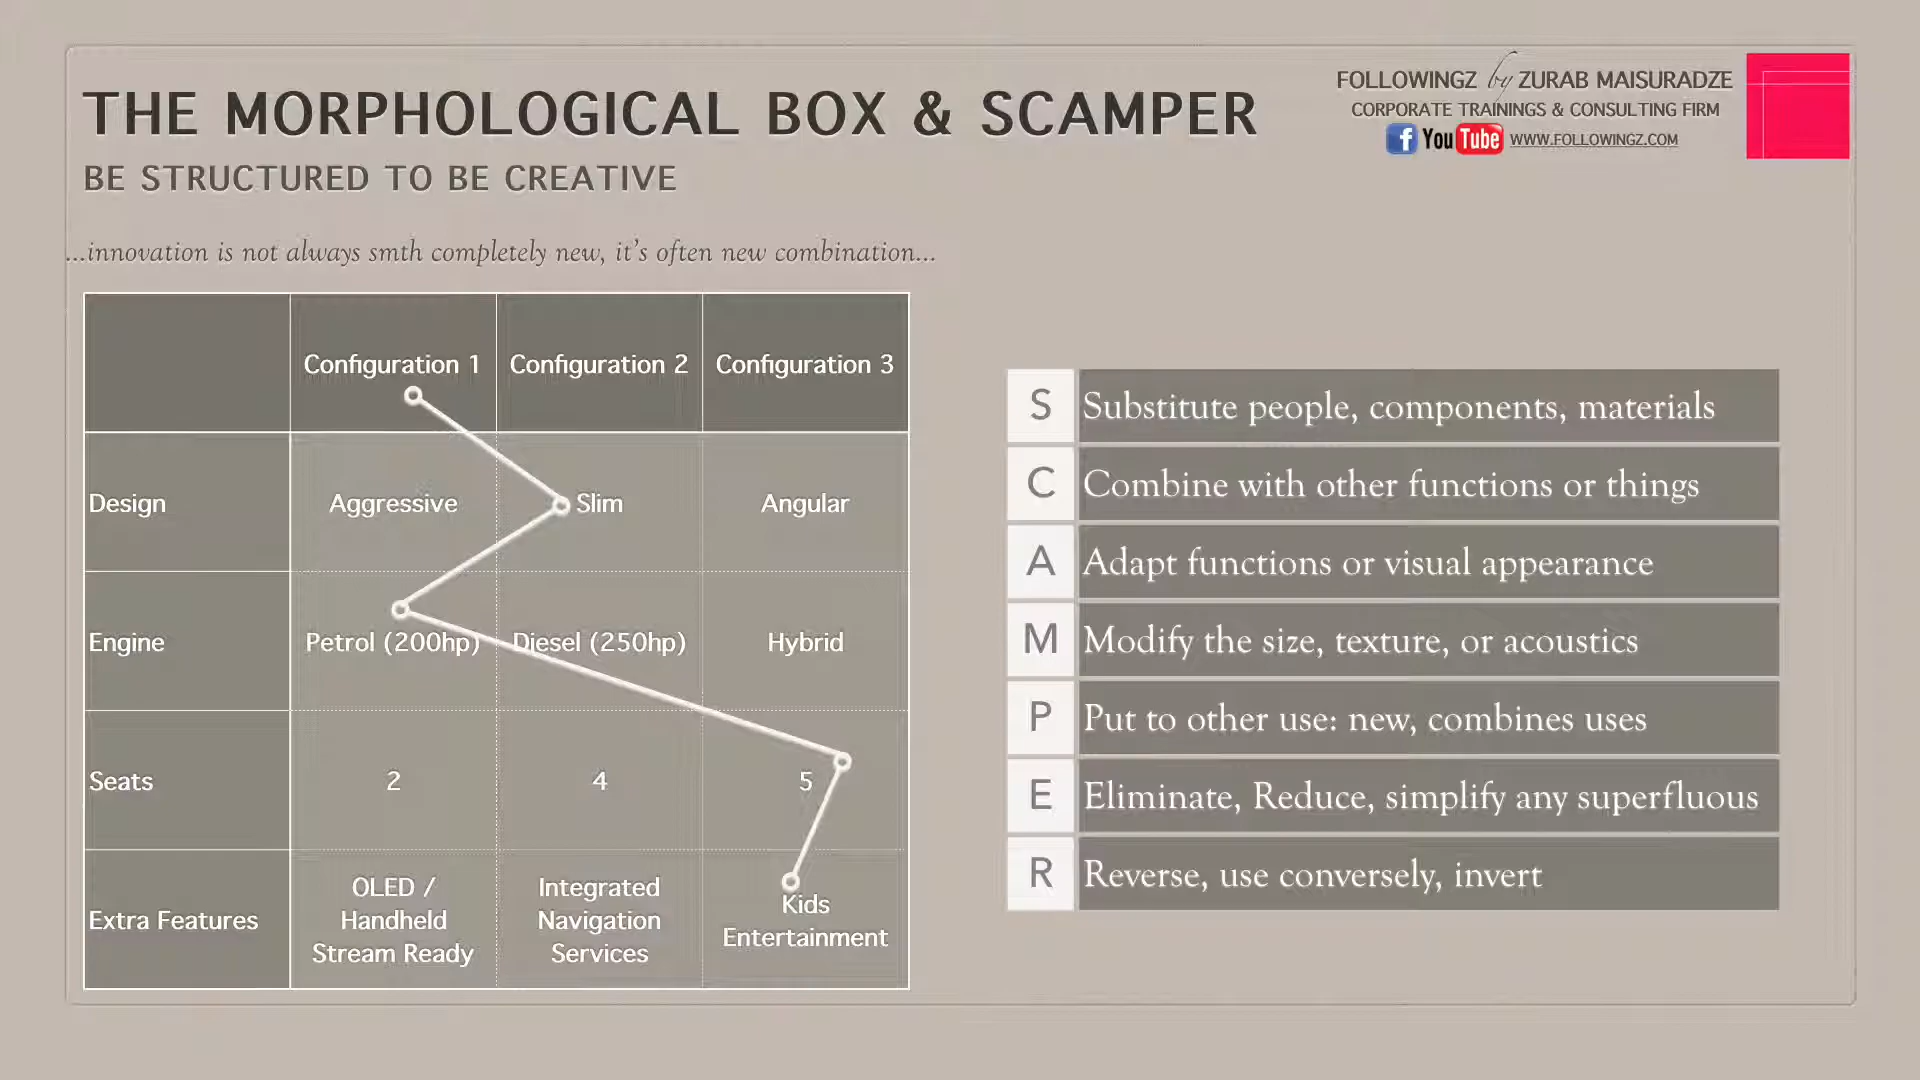 THE MORPHOLOGICAL BOX & SCAMPER
BE STRUCTURED TO BE CREATIVE
FOLLOWINGZ by ZURAB MAISURADZE
CORPORATE TRAININGS & CONSULTING FIRM
f YouTube WWW.FOLLOWINGZ.COM
...innovation is not always smth completely new, it's often new combination...
Configuration 1 Configuration 2 Configuration 3
Design Aggressive Slim Angular
Engine Petrol (200hp) Diesel (250hp) Hybrid
Seats 2 4 5
Extra Features
OLED /
Handheld
Stream Ready
Integrated
Navigation
Services
Kids
Entertainment
S Substitute people, components, materials
C Combine with other functions or things
A Adapt functions or visual appearance
M Modify the size, texture, or acoustics
P Put to other use: new, combines uses
E Eliminate, Reduce, simplify any superfluous
R Reverse, use conversely, invert